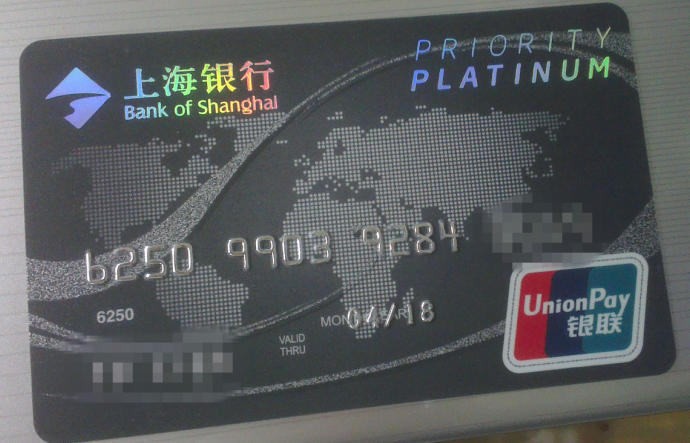 上海银行
Bank of Shanghai
PRIORITY
PLATINUM
6250 9903 9284
6250
MONTH/YEAR
04/18
VALID
THRU
UnionPay
银联